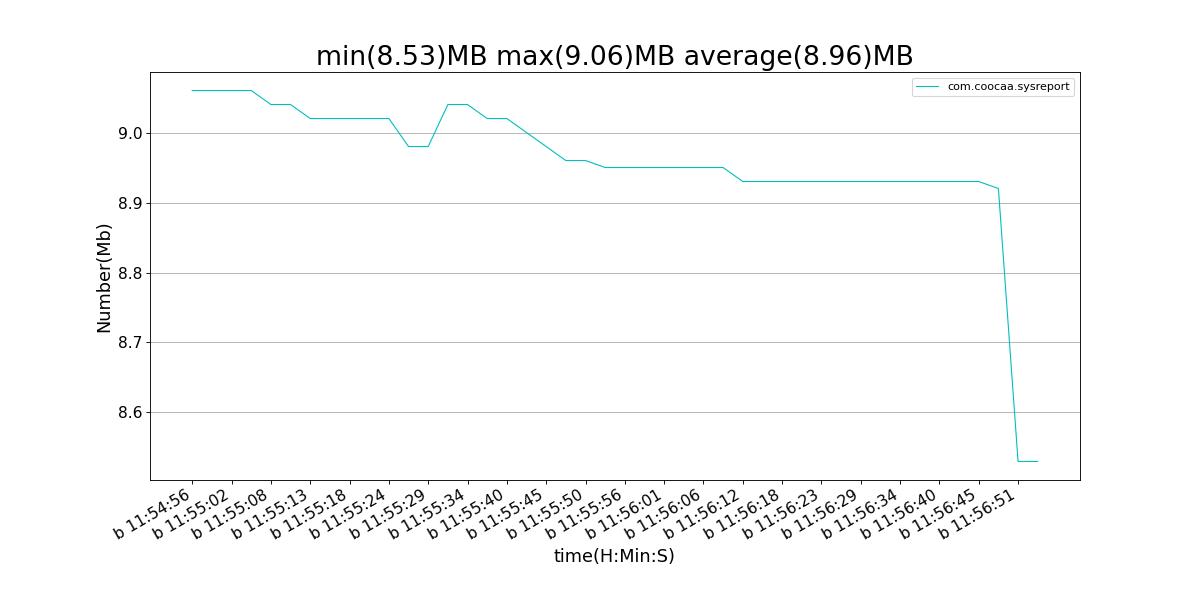 min(8.53)MB max(9.06)MB average(8.96)MB
com.coocaa.sysreport
9.0
8.9
8.8
8.7
8.6
Number(Mb)
b 11:54:56
b 11:55:02
b 11:55:08
b 11:55:13
b 11:55:18
b 11:55:24
b 11:55:29
b 11:55:34
b 11:55:40
b 11:55:45
b 11:55:50
b 11:55:56
b 11:56:01
b 11:56:06
b 11:56:12
b 11:56:18
b 11:56:23
b 11:56:29
b 11:56:34
b 11:56:40
b 11:56:45
b 11:56:51
time(H:Min:S)